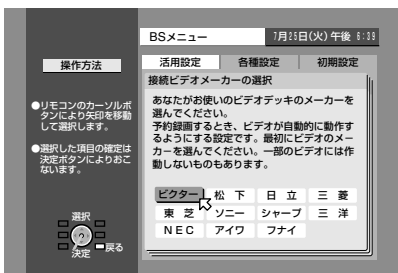 BSメニュー
7月25日(火)午後 6:39
操作方法
活用設定 各種設定 初期設定
接続ビデオメーカーの選択
●リモコンのカーソルボ
タンにより矢印を移動
して選択します。
●選択した項目の確定は
決定ボタンによりおこ
ないます。
あなたがお使いのビデオデッキのメーカーを
選んでください。
予約録画するとき、ビデオが自動的に動作す
るようにする設定です。最初にビデオのメー
カーを選んでください。一部のビデオには作
動しないものもあります。
ビクター 松下 日立 三菱
東芝 ソニー シャープ 三洋
NEC アイワ フナイ
選択
戻る
決定